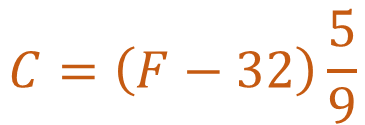 C = (F − 32) 5/9